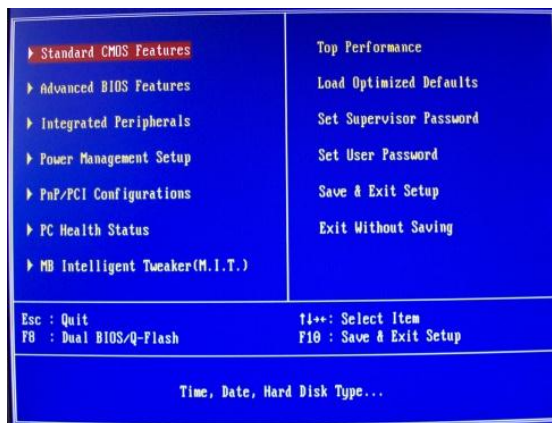 ▶ Standard CMOS Features
▶ Advanced BIOS Features
▶ Integrated Peripherals
▶ Power Management Setup
▶ PnP/PCI Configurations
▶ PC Health Status
▶ MB Intelligent Tweaker(M.I.T.)
Top Performance
Load Optimized Defaults
Set Supervisor Password
Set User Password
Save & Exit Setup
Exit Without Saving
Esc : Quit
F8 : Dual BIOS/Q-Flash
↑↓→←: Select Item
F10 : Save & Exit Setup
Time, Date, Hard Disk Type...